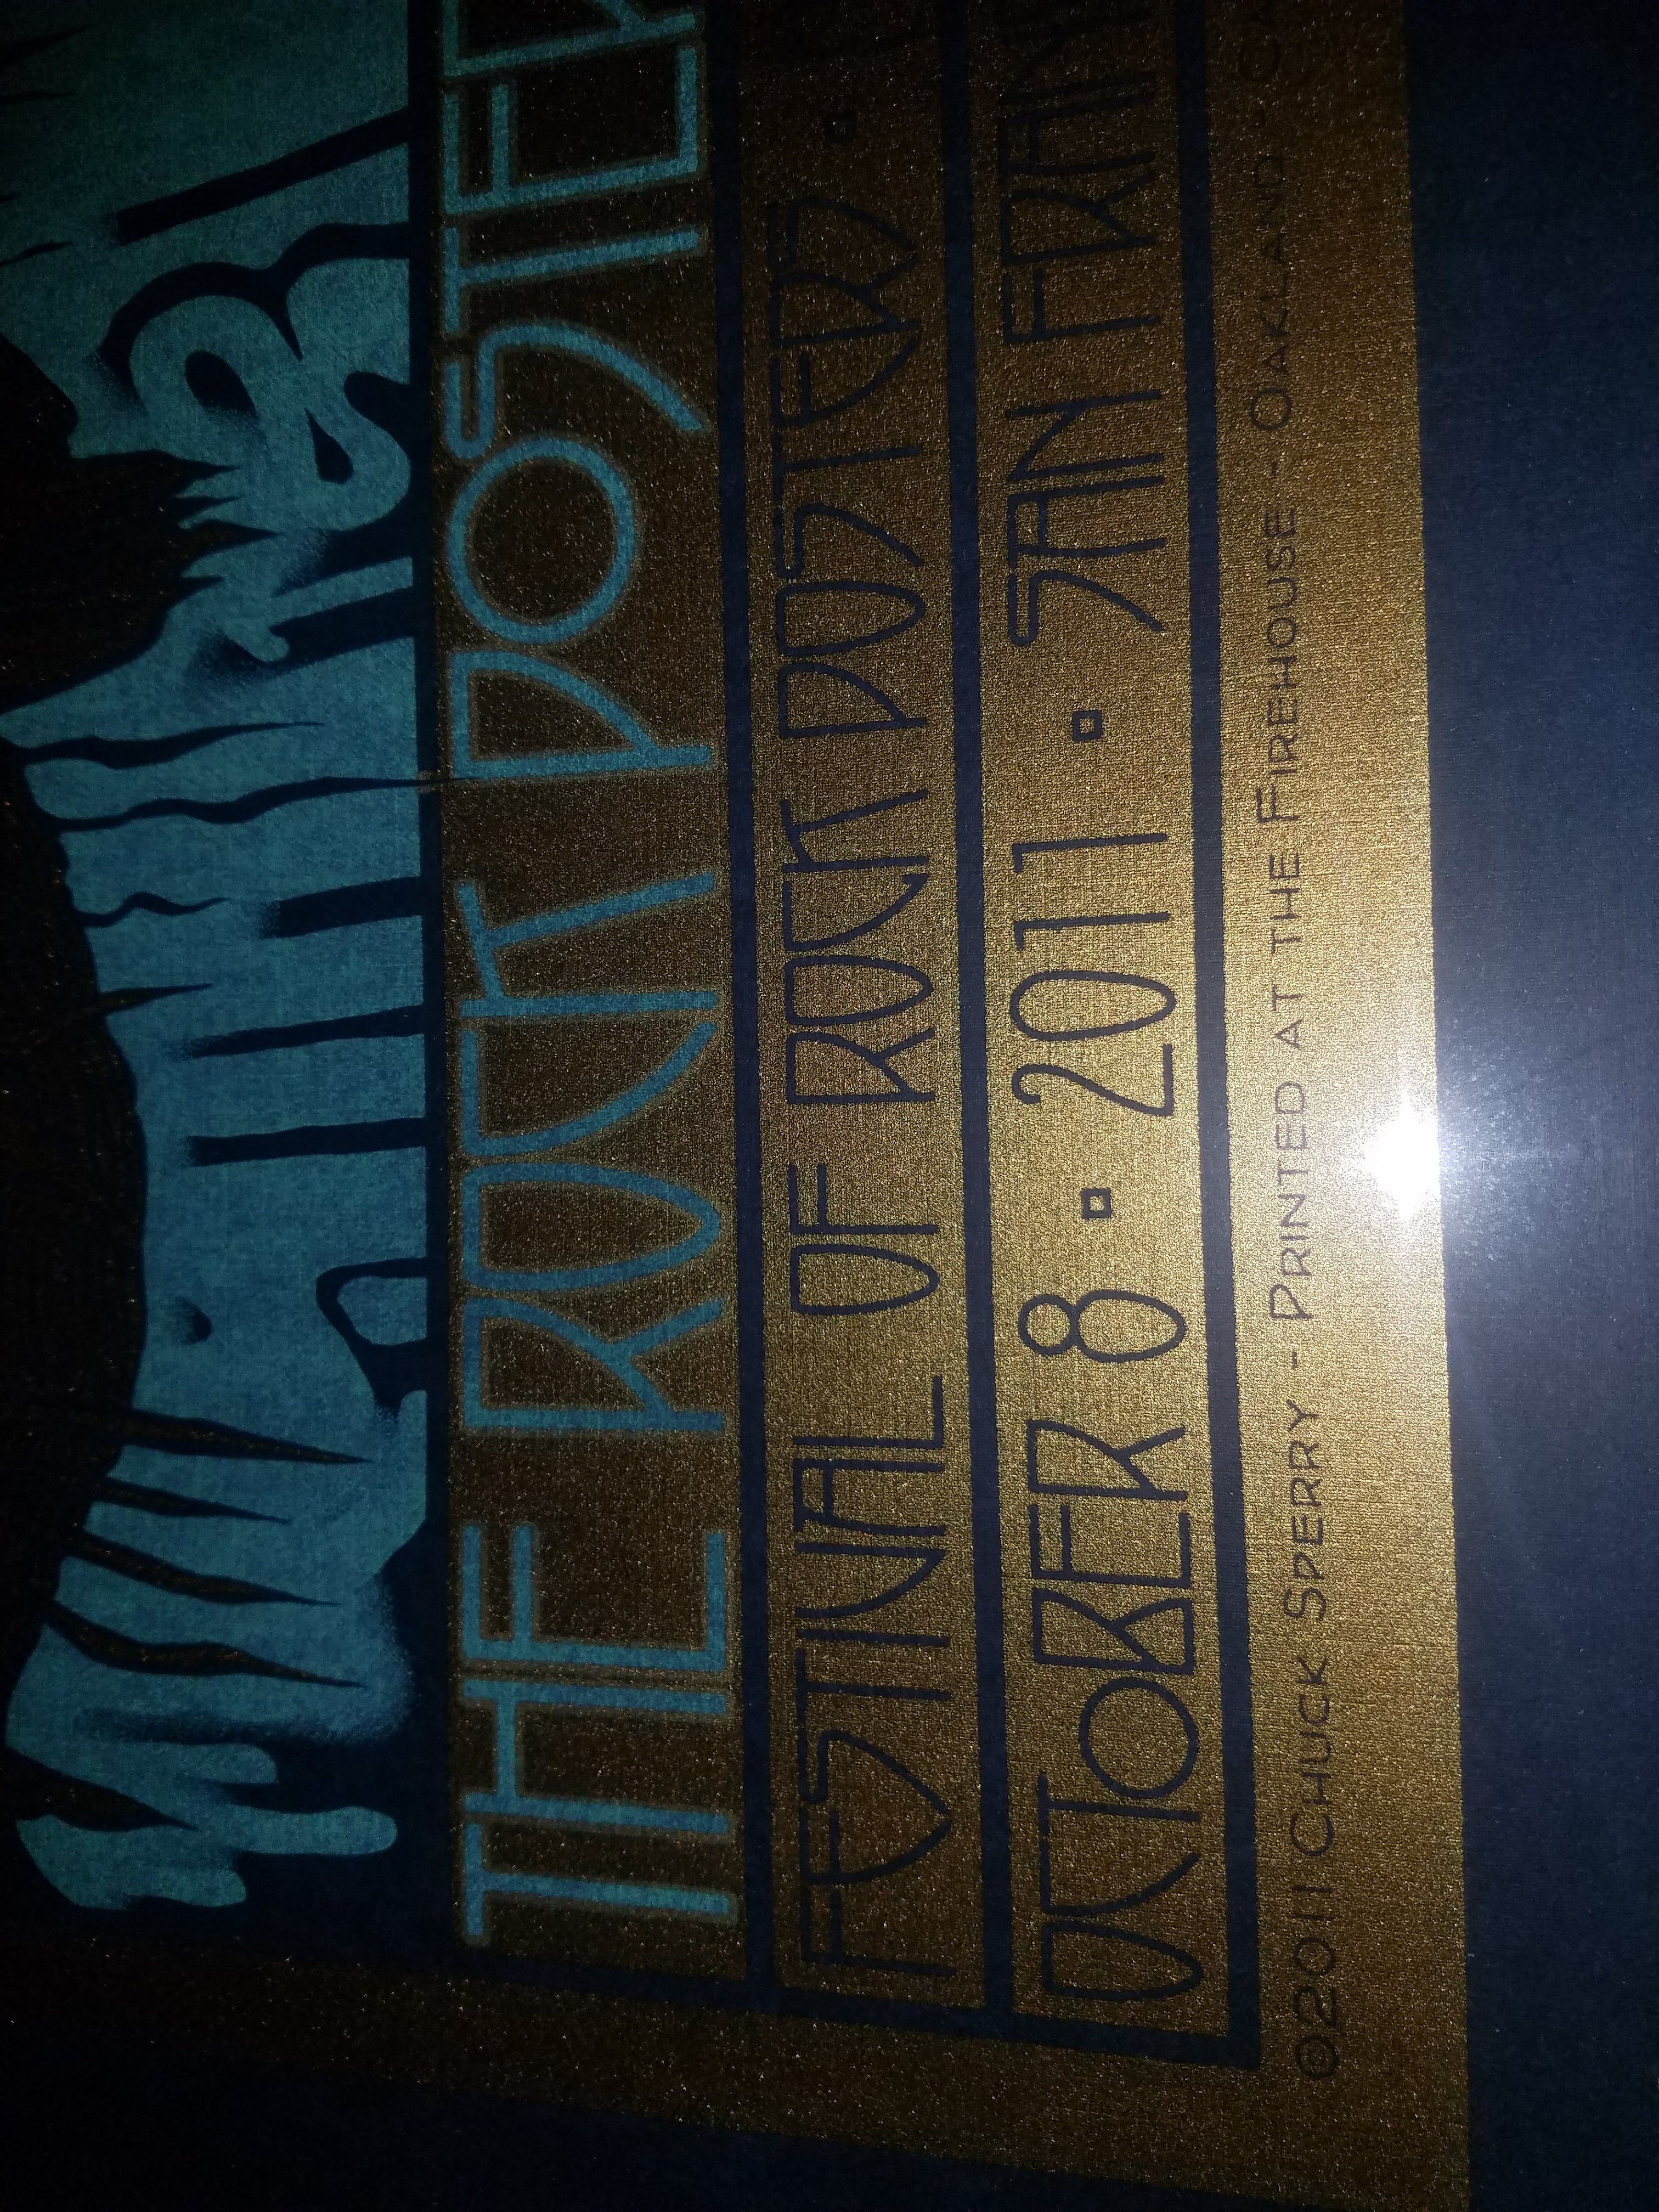 THE ROCK POSTER
FESTIVAL OF ROCK POSTERS ·
OCTOBER 8 · 2011 · SAN FRAN
©2011 CHUCK SPERRY - PRINTED AT THE FIREHOUSE - OAKLAND - C